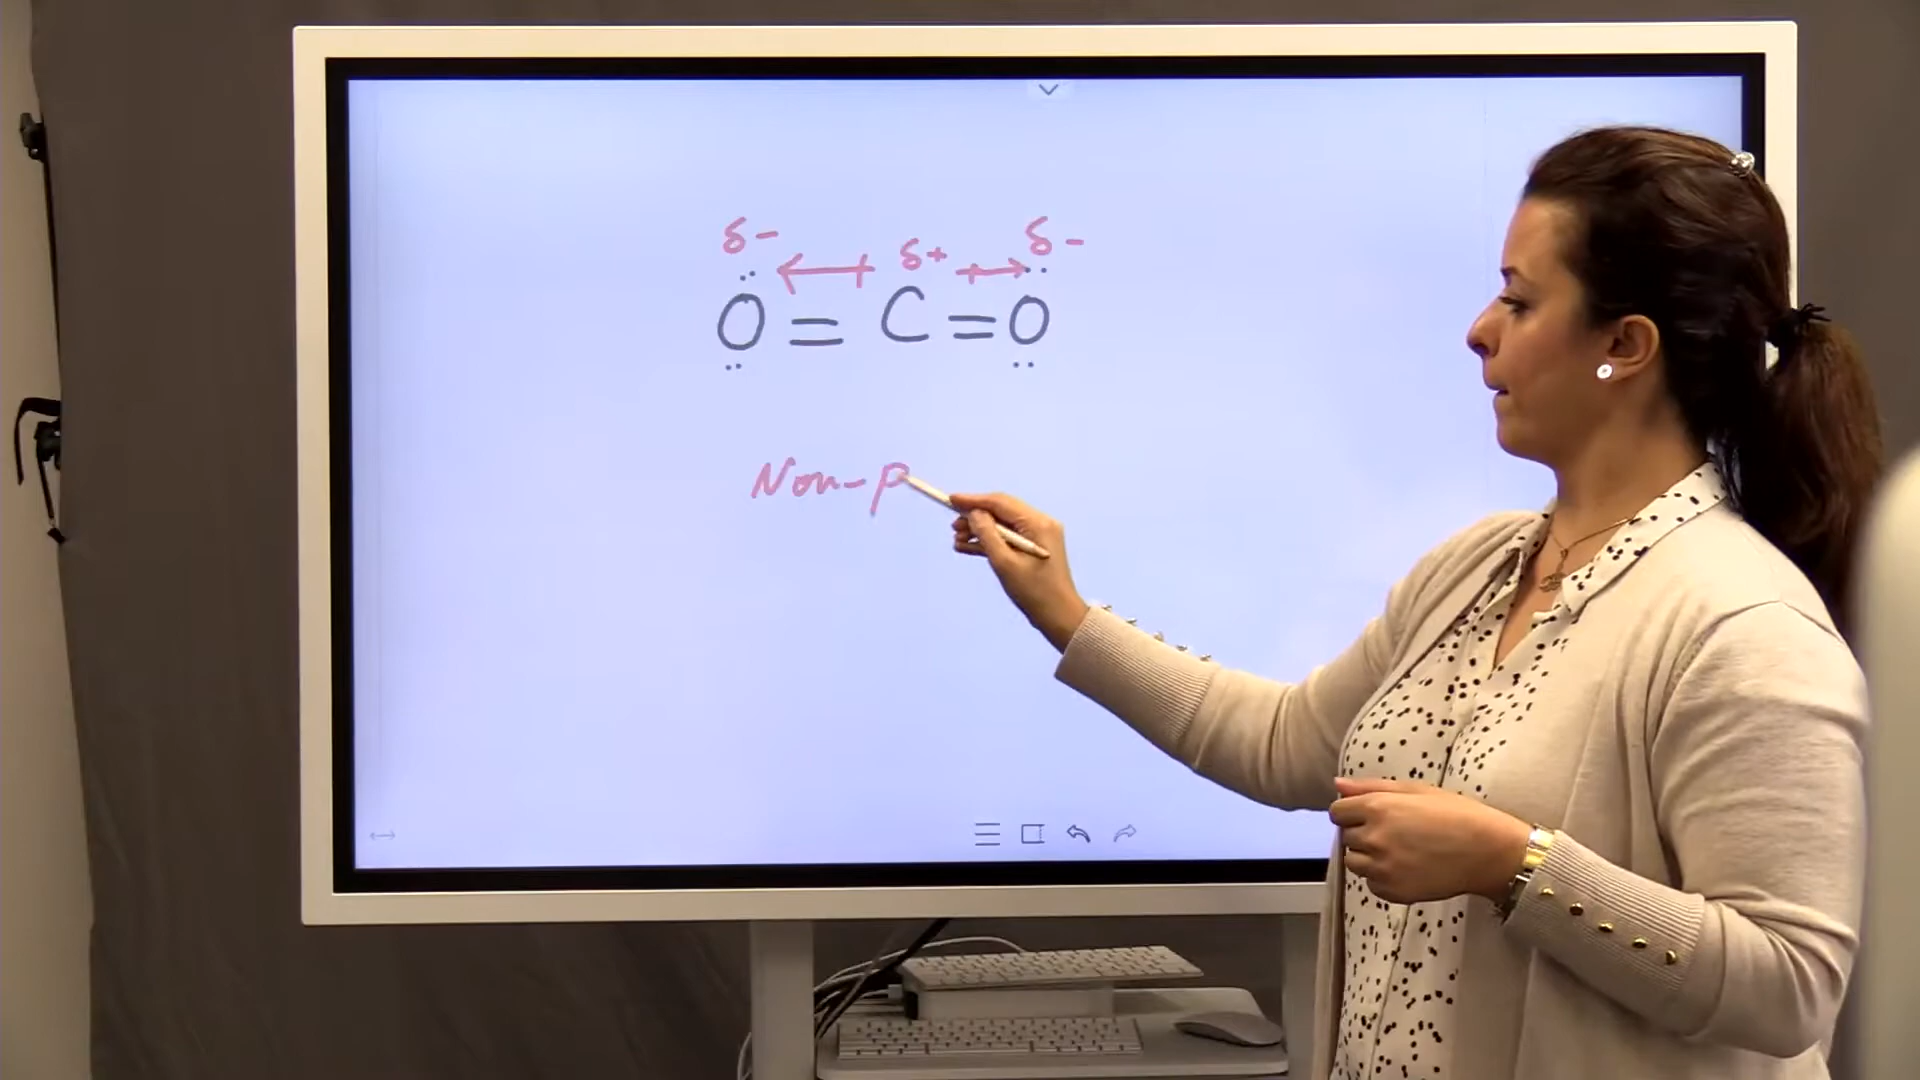 δ- δ+ δ-
O = C = O
Non-p